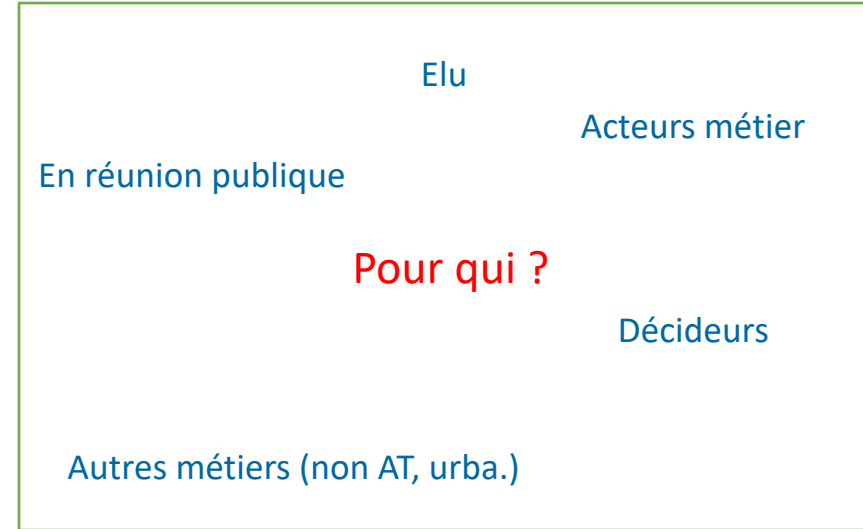 Elu
Acteurs métier
En réunion publique
Pour qui ?
Décideurs
Autres métiers (non AT, urba.)